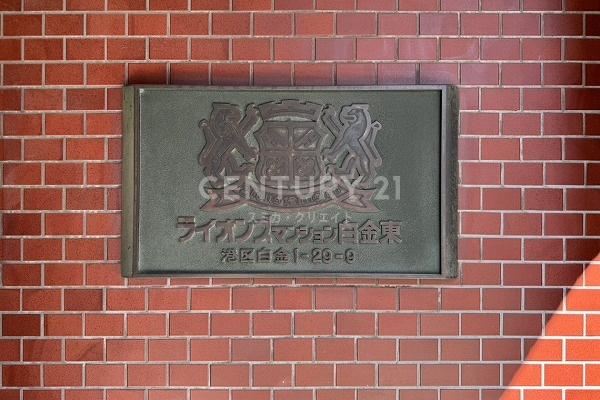 CENTURY 21
スミカ・クリエイト
ライオンズマンション白金東
港区白金1-29-9